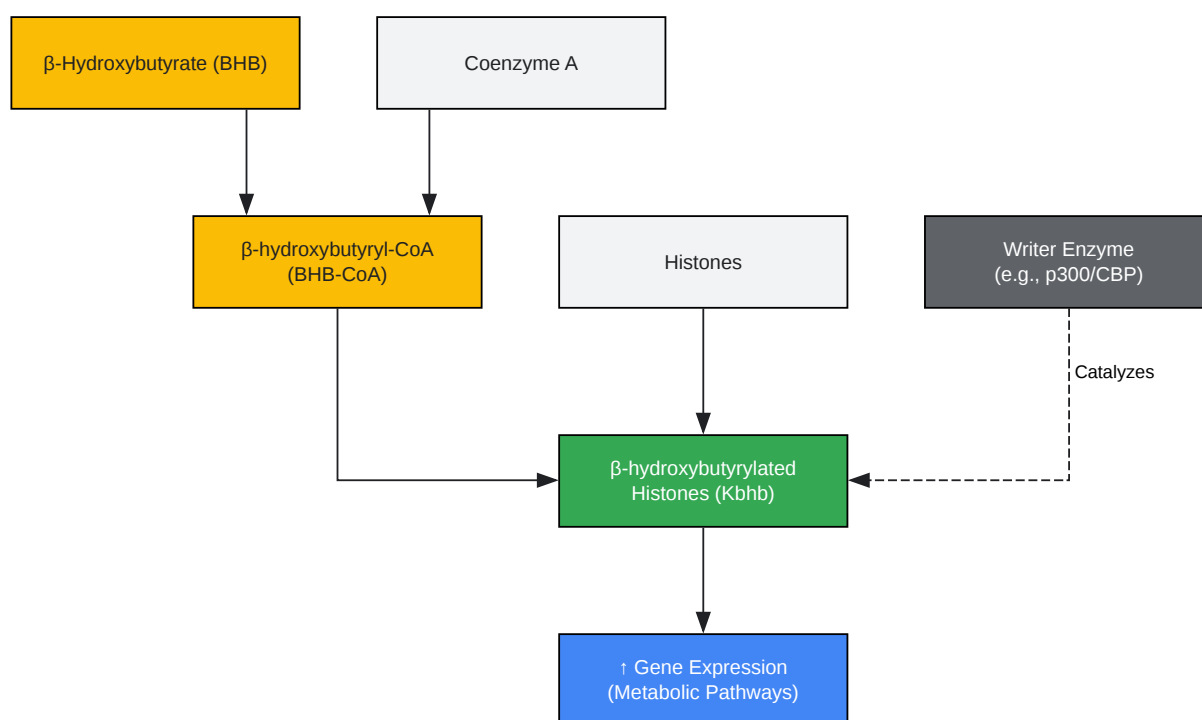 β-Hydroxybutyrate (BHB)
Coenzyme A
β-hydroxybutyryl-CoA
(BHB-CoA)
Histones
Writer Enzyme
(e.g., p300/CBP)
Catalyzes
β-hydroxybutyrylated
Histones (Kbhb)
↑ Gene Expression
(Metabolic Pathways)